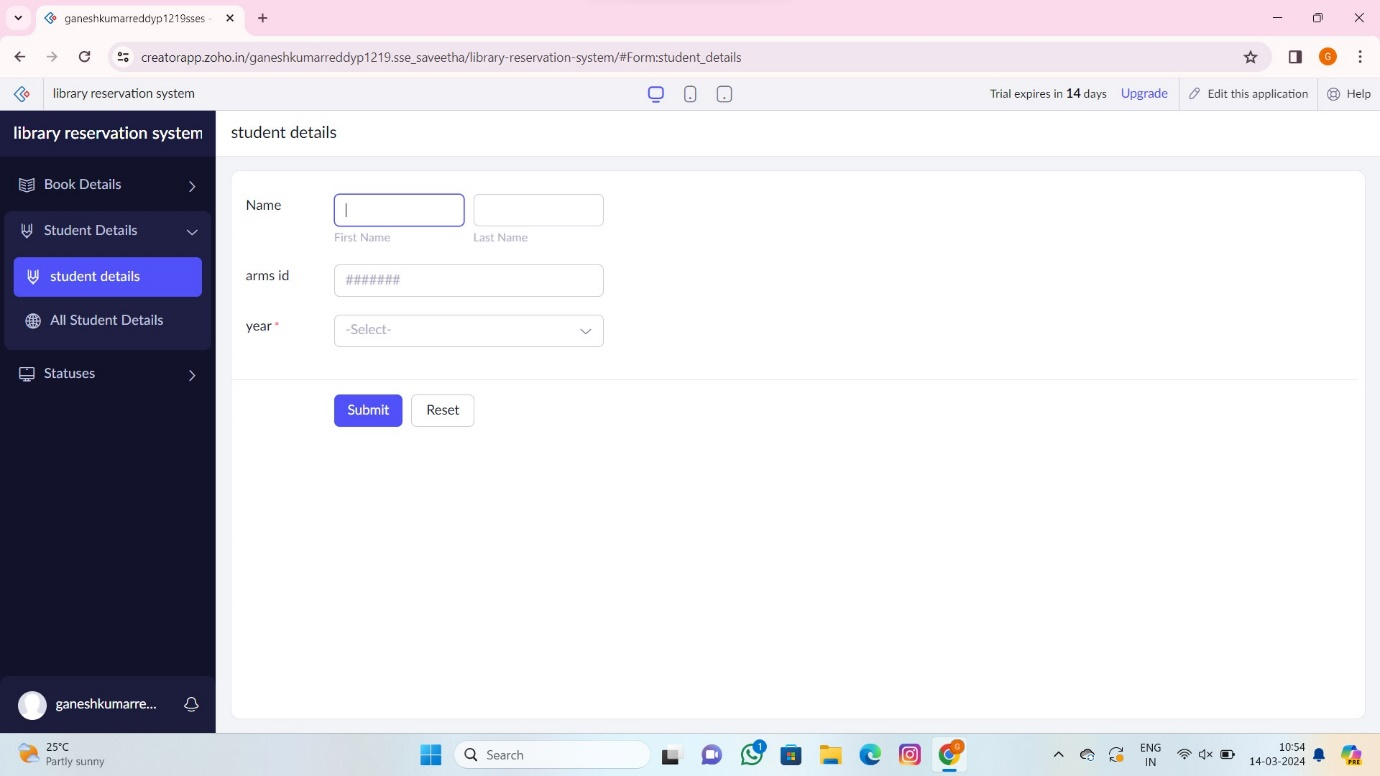 ganeshkumarreddyp1219sses
creatorapp.zoho.in/ganeshkumarreddyp1219.sse_saveetha/library-reservation-system/#Form:student_details
G
library reservation system
Trial expires in 14 days
Upgrade
Edit this application
Help
library reservation system
student details
Book Details
Student Details
student details
All Student Details
Statuses
Name
First Name
Last Name
arms id
#######
year *
-Select-
Submit
Reset
ganeshkumarre...
25°C
Partly sunny
Search
1
G
ENG
IN
10:54
14-03-2024
PRE